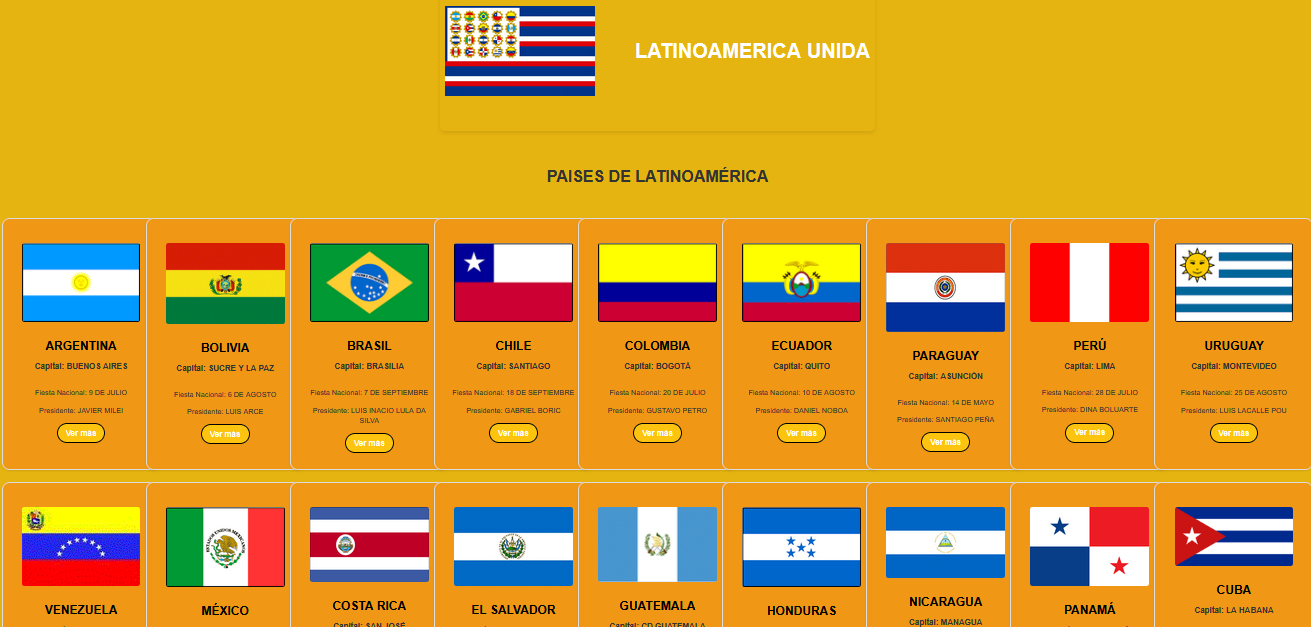 LATINOAMERICA UNIDA
PAISES DE LATINOAMÉRICA
ARGENTINA
Capital: BUENOS AIRES
Fiesta Nacional: 9 DE JULIO
Presidente: JAVIER MILEI
Ver más
BOLIVIA
Capital: SUCRE Y LA PAZ
Fiesta Nacional: 6 DE AGOSTO
Presidente: LUIS ARCE
Ver más
BRASIL
Capital: BRASILIA
Fiesta Nacional: 7 DE SEPTIEMBRE
Presidente: LUIS INACIO LULA DA
SILVA
Ver más
CHILE
Capital: SANTIAGO
Fiesta Nacional: 18 DE SEPTIEMBRE
Presidente: GABRIEL BORIC
Ver más
COLOMBIA
Capital: BOGOTÁ
Fiesta Nacional: 20 DE JULIO
Presidente: GUSTAVO PETRO
Ver más
ECUADOR
Capital: QUITO
Fiesta Nacional: 10 DE AGOSTO
Presidente: DANIEL NOBOA
Ver más
PARAGUAY
Capital: ASUNCIÓN
Fiesta Nacional: 14 DE MAYO
Presidente: SANTIAGO PEÑA
Ver más
PERÚ
Capital: LIMA
Fiesta Nacional: 28 DE JULIO
Presidente: DINA BOLUARTE
Ver más
URUGUAY
Capital: MONTEVIDEO
Fiesta Nacional: 25 DE AGOSTO
Presidente: LUIS LACALLE POU
Ver más
VENEZUELA
MÉXICO
ESTADOS UNIDOS MEXICANOS
COSTA RICA
Capital: SAN JOSÉ
EL SALVADOR
GUATEMALA
Capital: CD GUATEMALA
HONDURAS
NICARAGUA
Capital: MANAGUA
PANAMÁ
CUBA
Capital: LA HABANA